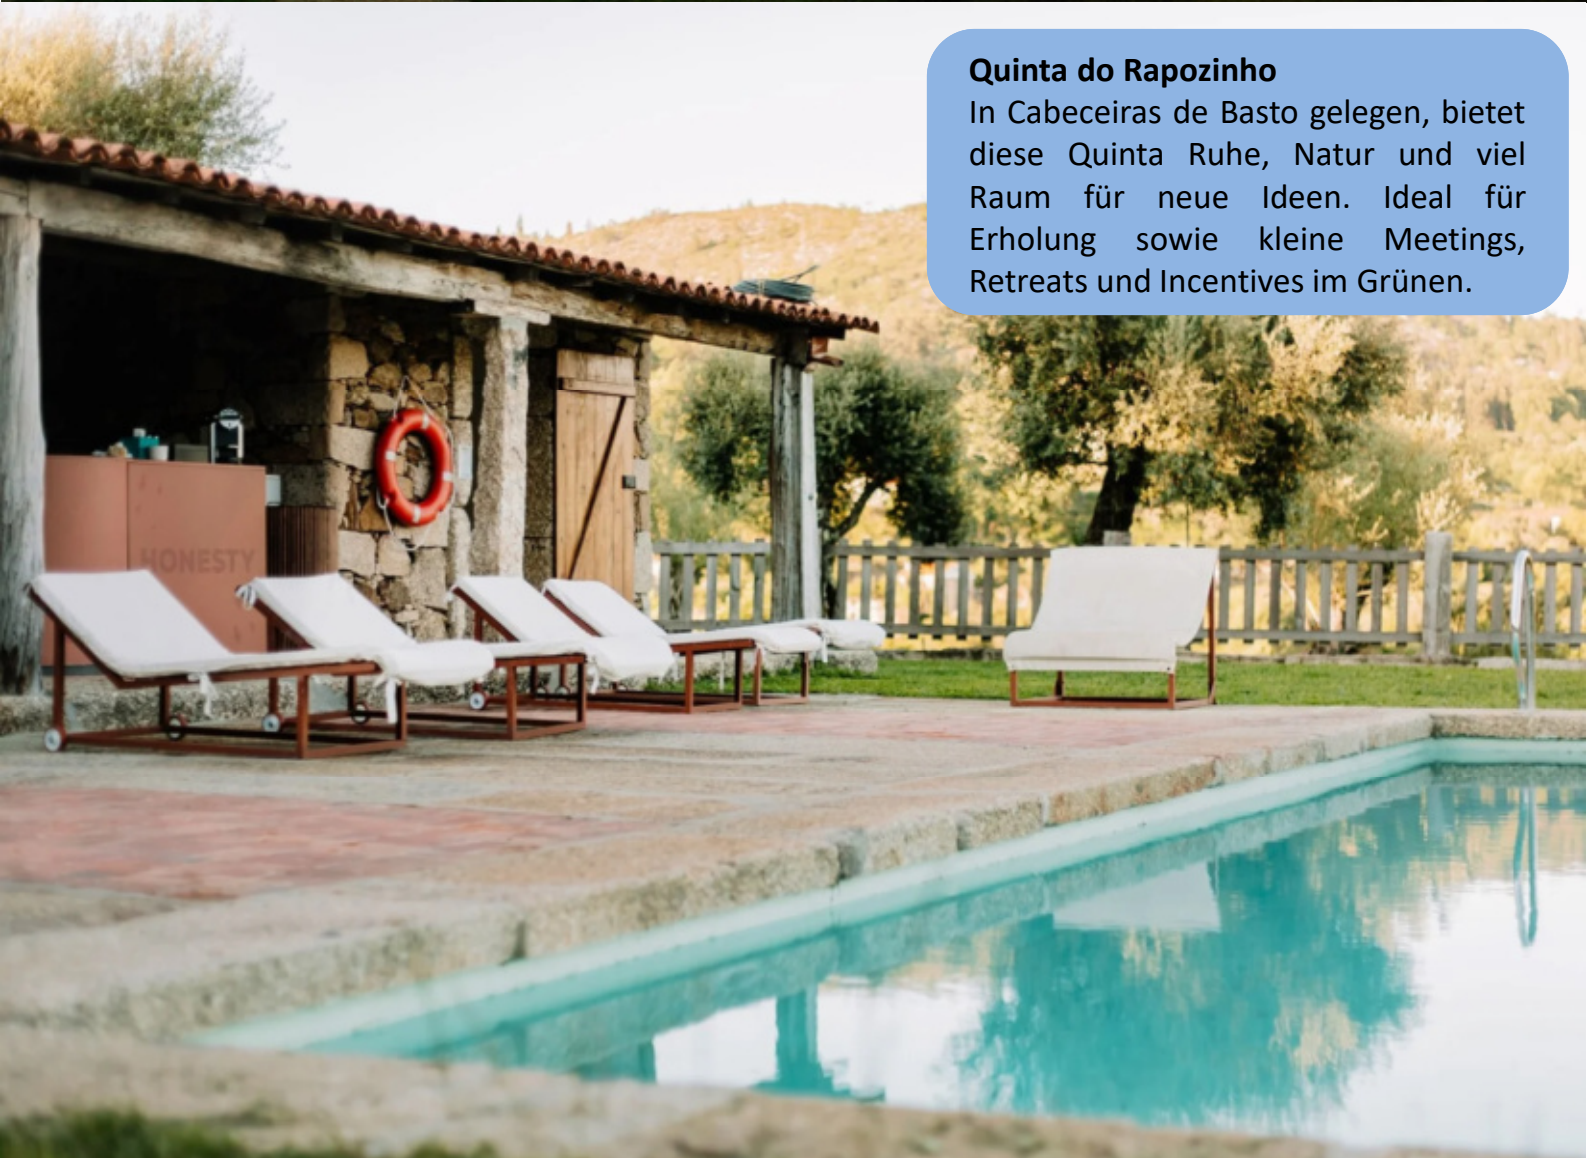 Quinta do Rapozinho
In Cabeceiras de Basto gelegen, bietet
diese Quinta Ruhe, Natur und viel
Raum für neue Ideen. Ideal für
Erholung sowie kleine Meetings,
Retreats und Incentives im Grünen.
HONESTY